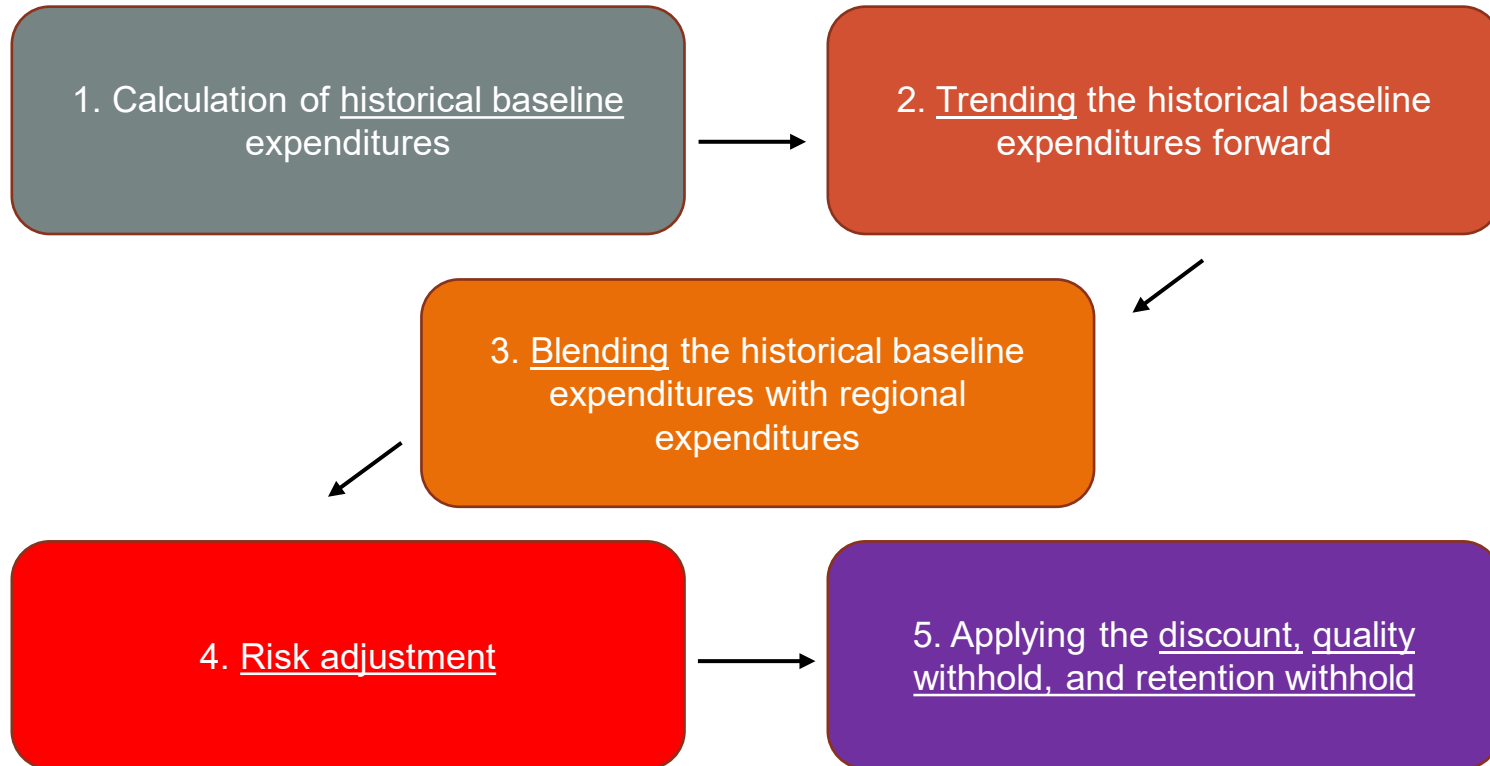 1. Calculation of historical baseline
expenditures
2. Trending the historical baseline
expenditures forward
3. Blending the historical baseline
expenditures with regional
expenditures
4. Risk adjustment
5. Applying the discount, quality
withhold, and retention withhold